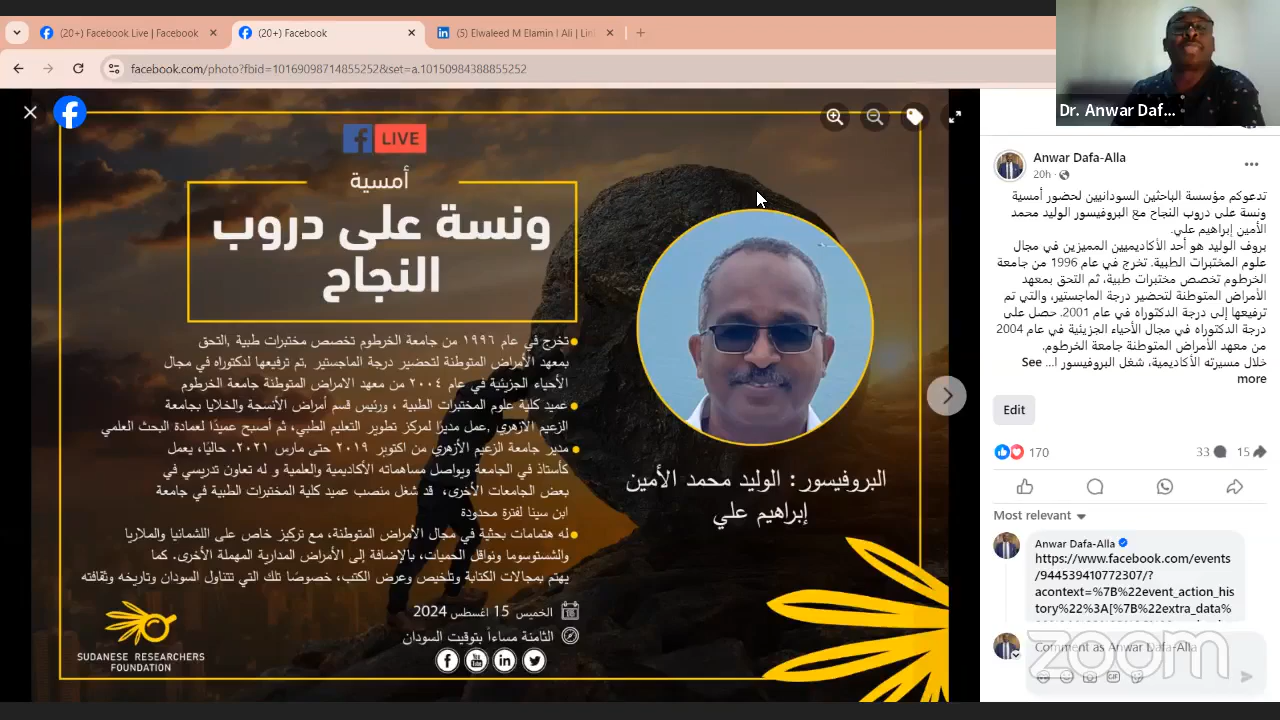 (20+) Facebook Live | Facebook
(20+) Facebook
(5) Elwaleed M Elamin I Ali | Lin
facebook.com/photo?fbid=10169098714855252&set=a.10150984388855252
Dr. Anwar Daf...
LIVE
أمسية
ونسة على دروب
النجاح
تخرج في عام ١٩٩٦ من جامعة الخرطوم تخصص مختبرات طبية ,التحق
بمعهد الأمراض المتوطنة لتحضير درجة الماجستير ,تم ترفيعها لدكتوراه في مجال
الأحياء الجزيئية في عام ٢٠٠٤ من معهد الامراض المتوطنة جامعة الخرطوم
عميد كلية علوم المختبرات الطبية ، ورئيس قسم أمراض الأنسجة والخلايا بجامعة
الزعيم الازهري ,عمل مديرًا لمركز تطوير التعليم الطبي، ثم أصبح عميدًا لعمادة البحث العلمي
مدير جامعة الزعيم الأزهري من اكتوبر ٢٠١٩ حتى مارس ٢٠٢١. حاليًا، يعمل
كأستاذ في الجامعة ويواصل مساهماته الأكاديمية والعلمية و له تعاون تدريسي في
بعض الجامعات الأخرى، قد شغل منصب عميد كلية المختبرات الطبية في جامعة
ابن سينا لفترة محدودة
له هتمامات بحثية في مجال الأمراض المتوطنة، مع تركيز خاص على اللشمانيا والملاريا
والشستوسوما ونواقل الحميات، بالإضافة إلى الأمراض المدارية المهملة الأخرى. كما
يهتم بمجالات الكتابة وتلخيص وعرض الكتب، خصوصًا تلك التي تتناول السودان وتاريخه وثقافته
الخميس 15 اغسطس 2024
الثامنة مساءاً بتوقيت السودان
SUDANESE RESEARCHERS
FOUNDATION
البروفيسور: الوليد محمد الأمين
إبراهيم علي
Anwar Dafa-Alla
20h
تدعوكم مؤسسة الباحثين السودانيين لحضور أمسية
ونسة على دروب النجاح مع البروفيسور الوليد محمد
الأمين إبراهيم علي.
بروف الوليد هو أحد الأكاديميين المميزين في مجال
علوم المختبرات الطبية. تخرج في عام 1996 من جامعة
الخرطوم تخصص مختبرات طبية، ثم التحق بمعهد
الأمراض المتوطنة لتحضير درجة الماجستير، والتي تم
ترفيعها إلى درجة الدكتوراه في عام 2001. حصل على
درجة الدكتوراه في مجال الأحياء الجزيئية في عام 2004
من معهد الأمراض المتوطنة جامعة الخرطوم.
خلال مسيرته الأكاديمية، شغل البروفيسور ا... See
more
Edit
170
33
15
Most relevant
Anwar Dafa-Alla
https://www.facebook.com/events
/944539410772307/?
acontext=%7B%22event_action_his
tory%22%3A[%7B%22extra_data%
Comment as Anwar Dafa-Alla
zoom